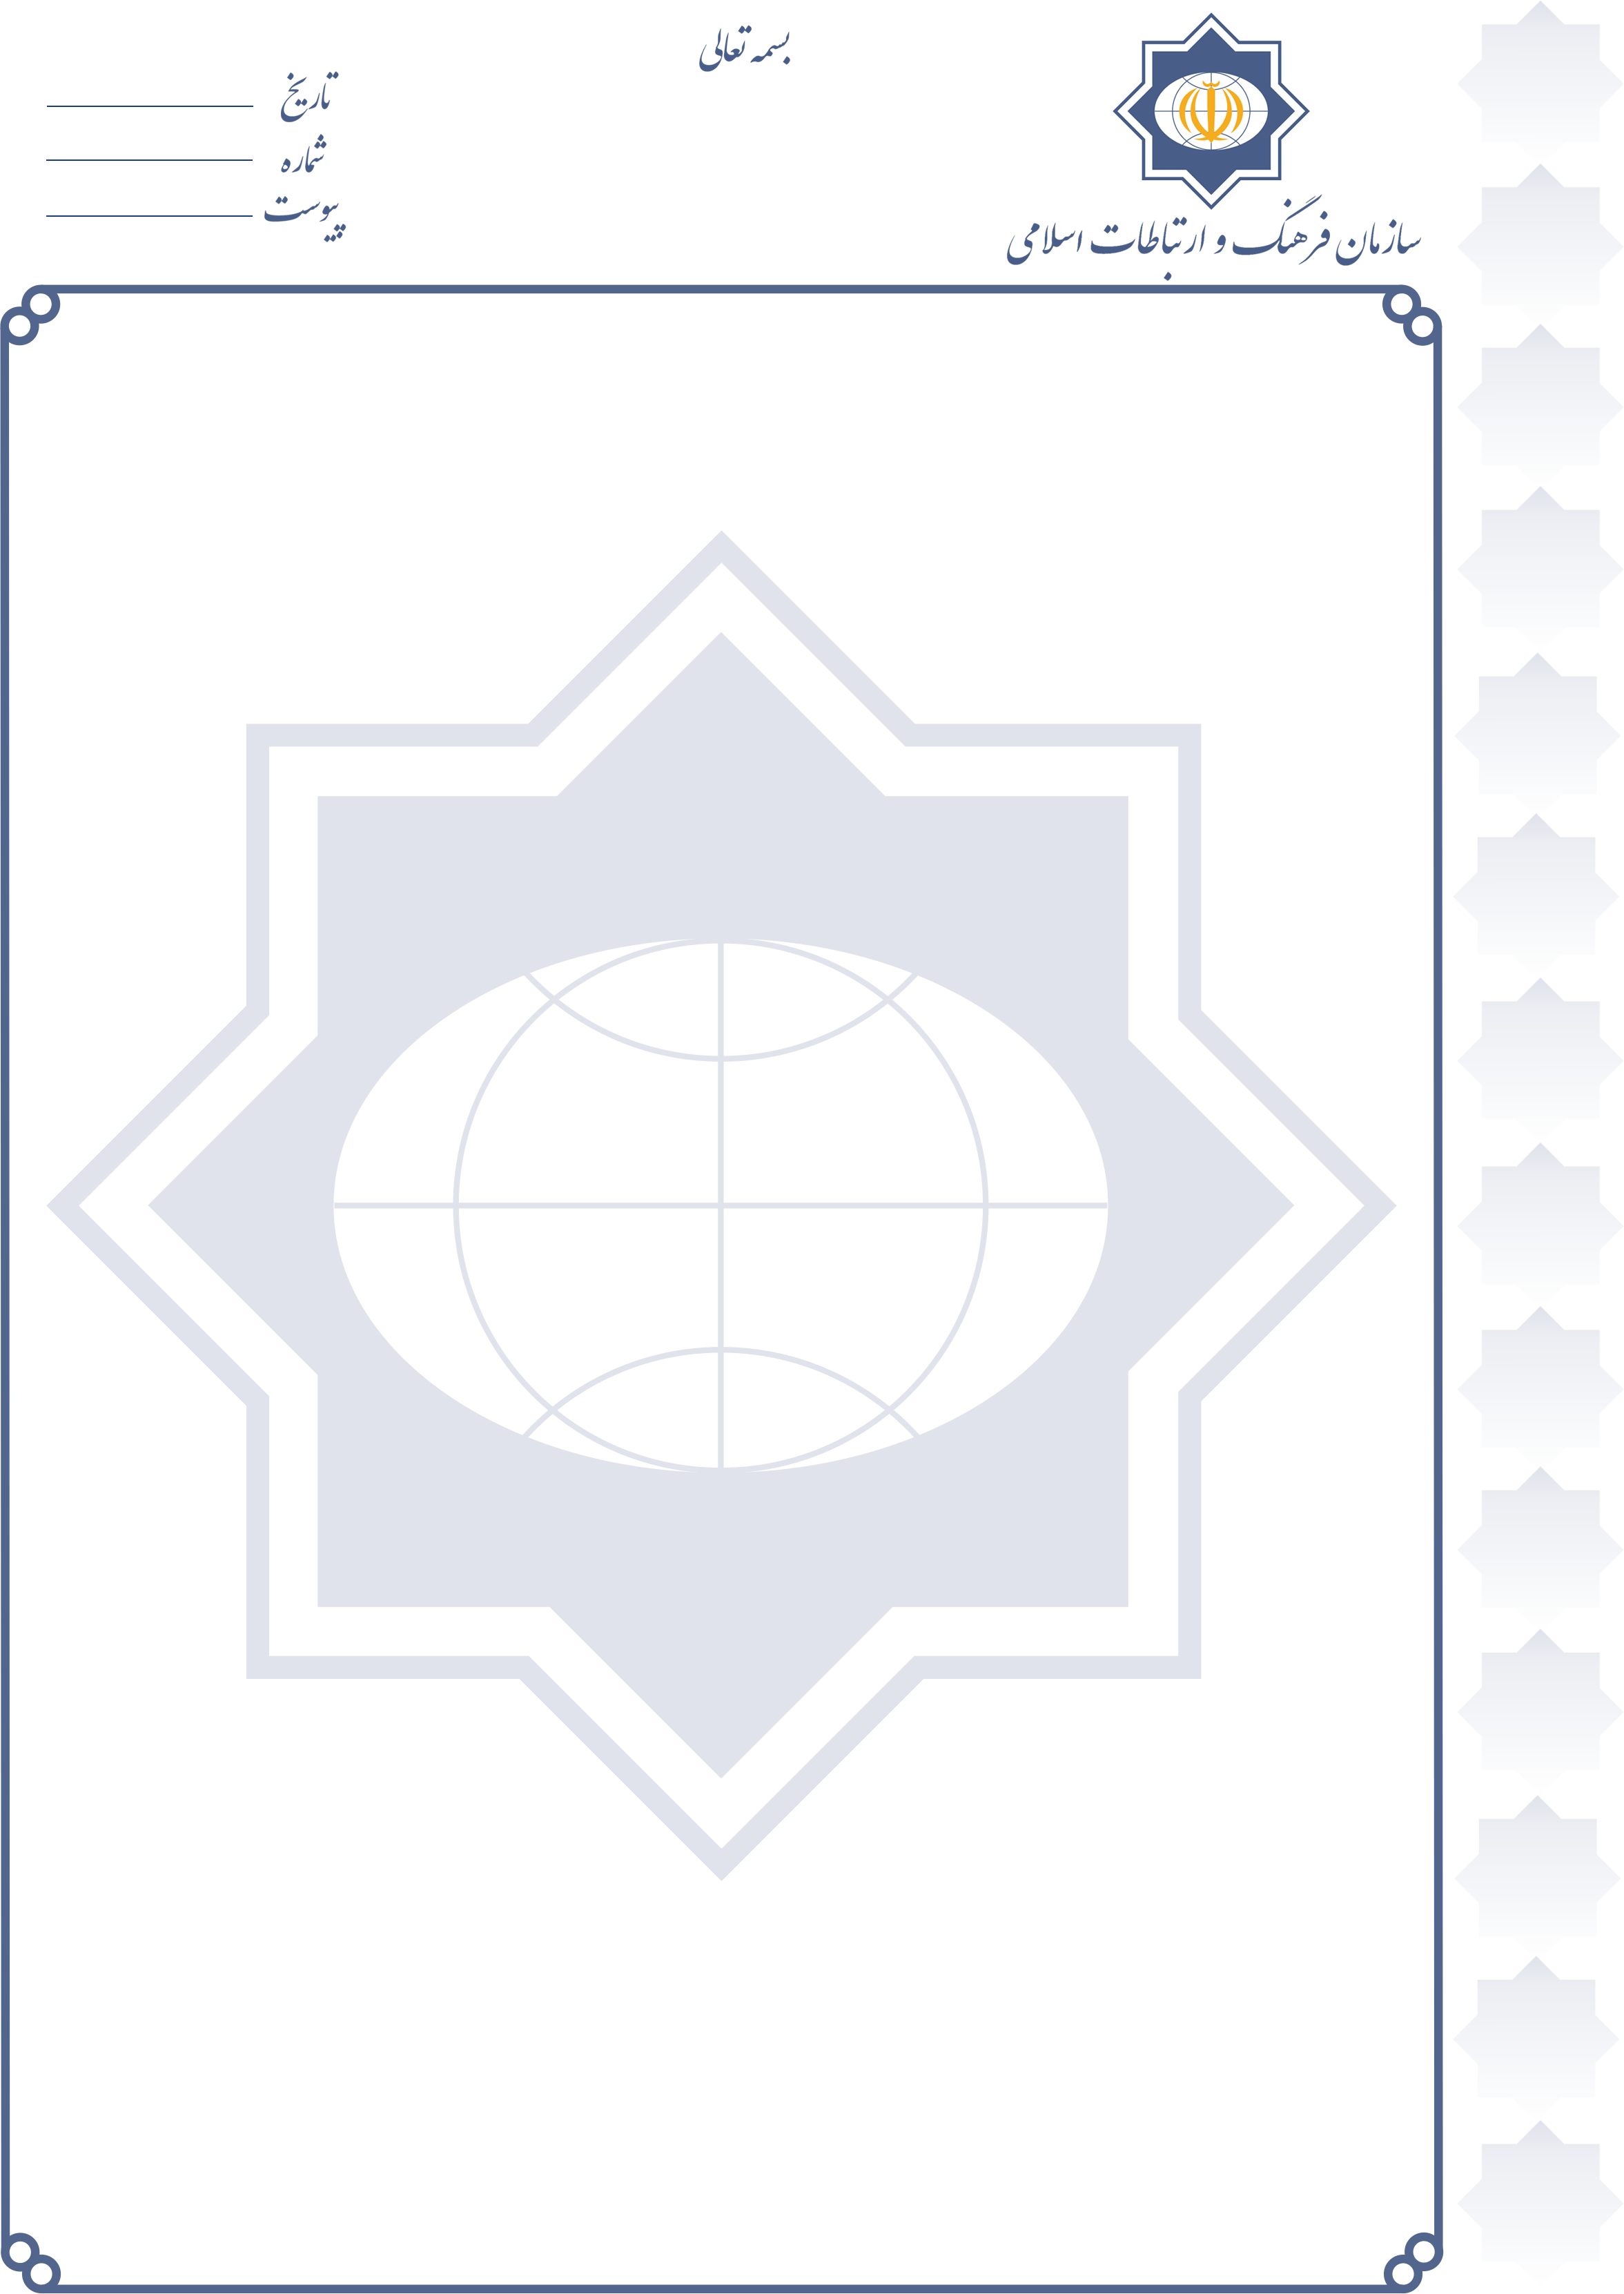 بسمه تعالی
تاریخ
شماره
پیوست
سازمان فرهنگ و ارتباطات اسلامی